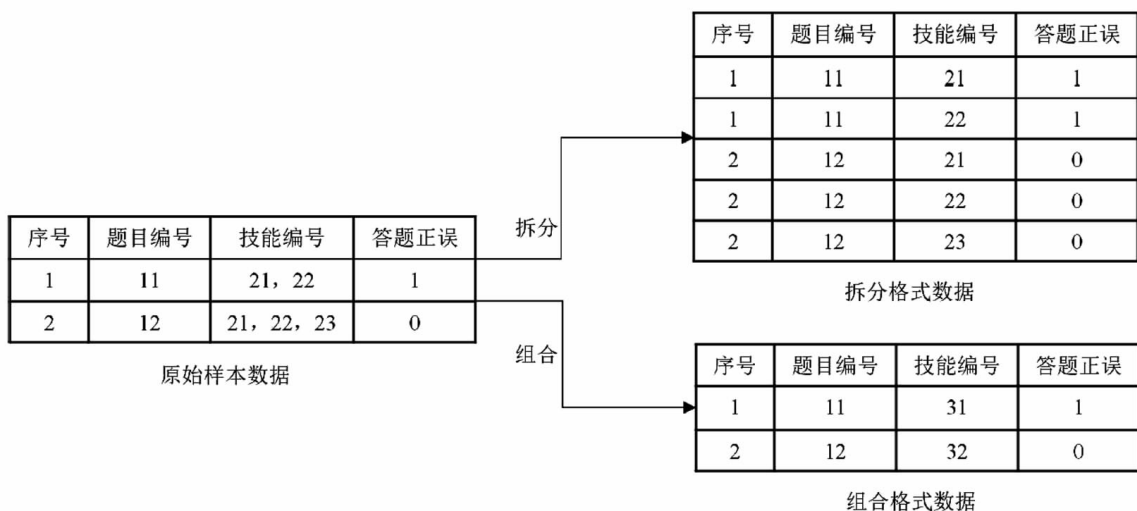 序号 题目编号 技能编号 答题正误
1 11 21 1
1 11 22 1
2 12 21 0
2 12 22 0
2 12 23 0
拆分格式数据
拆分
序号 题目编号 技能编号 答题正误
1 11 21，22 1
2 12 21，22，23 0
原始样本数据
组合
序号 题目编号 技能编号 答题正误
1 11 31 1
2 12 32 0
组合格式数据